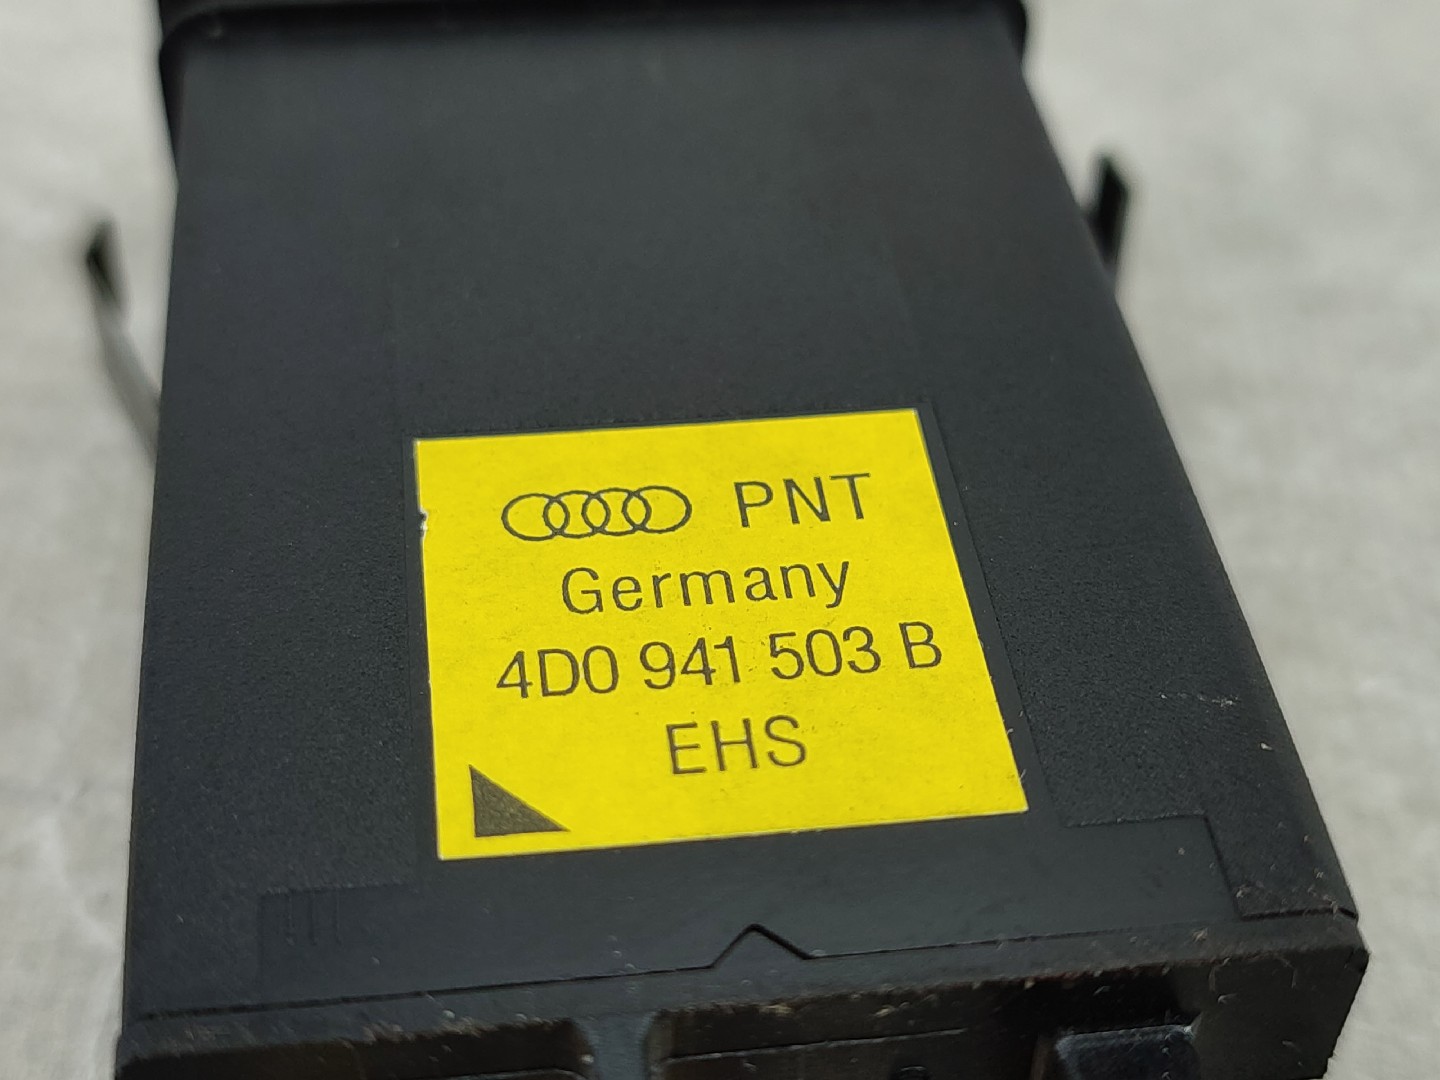 PNT
Germany
4D0 941 503 B
EHS